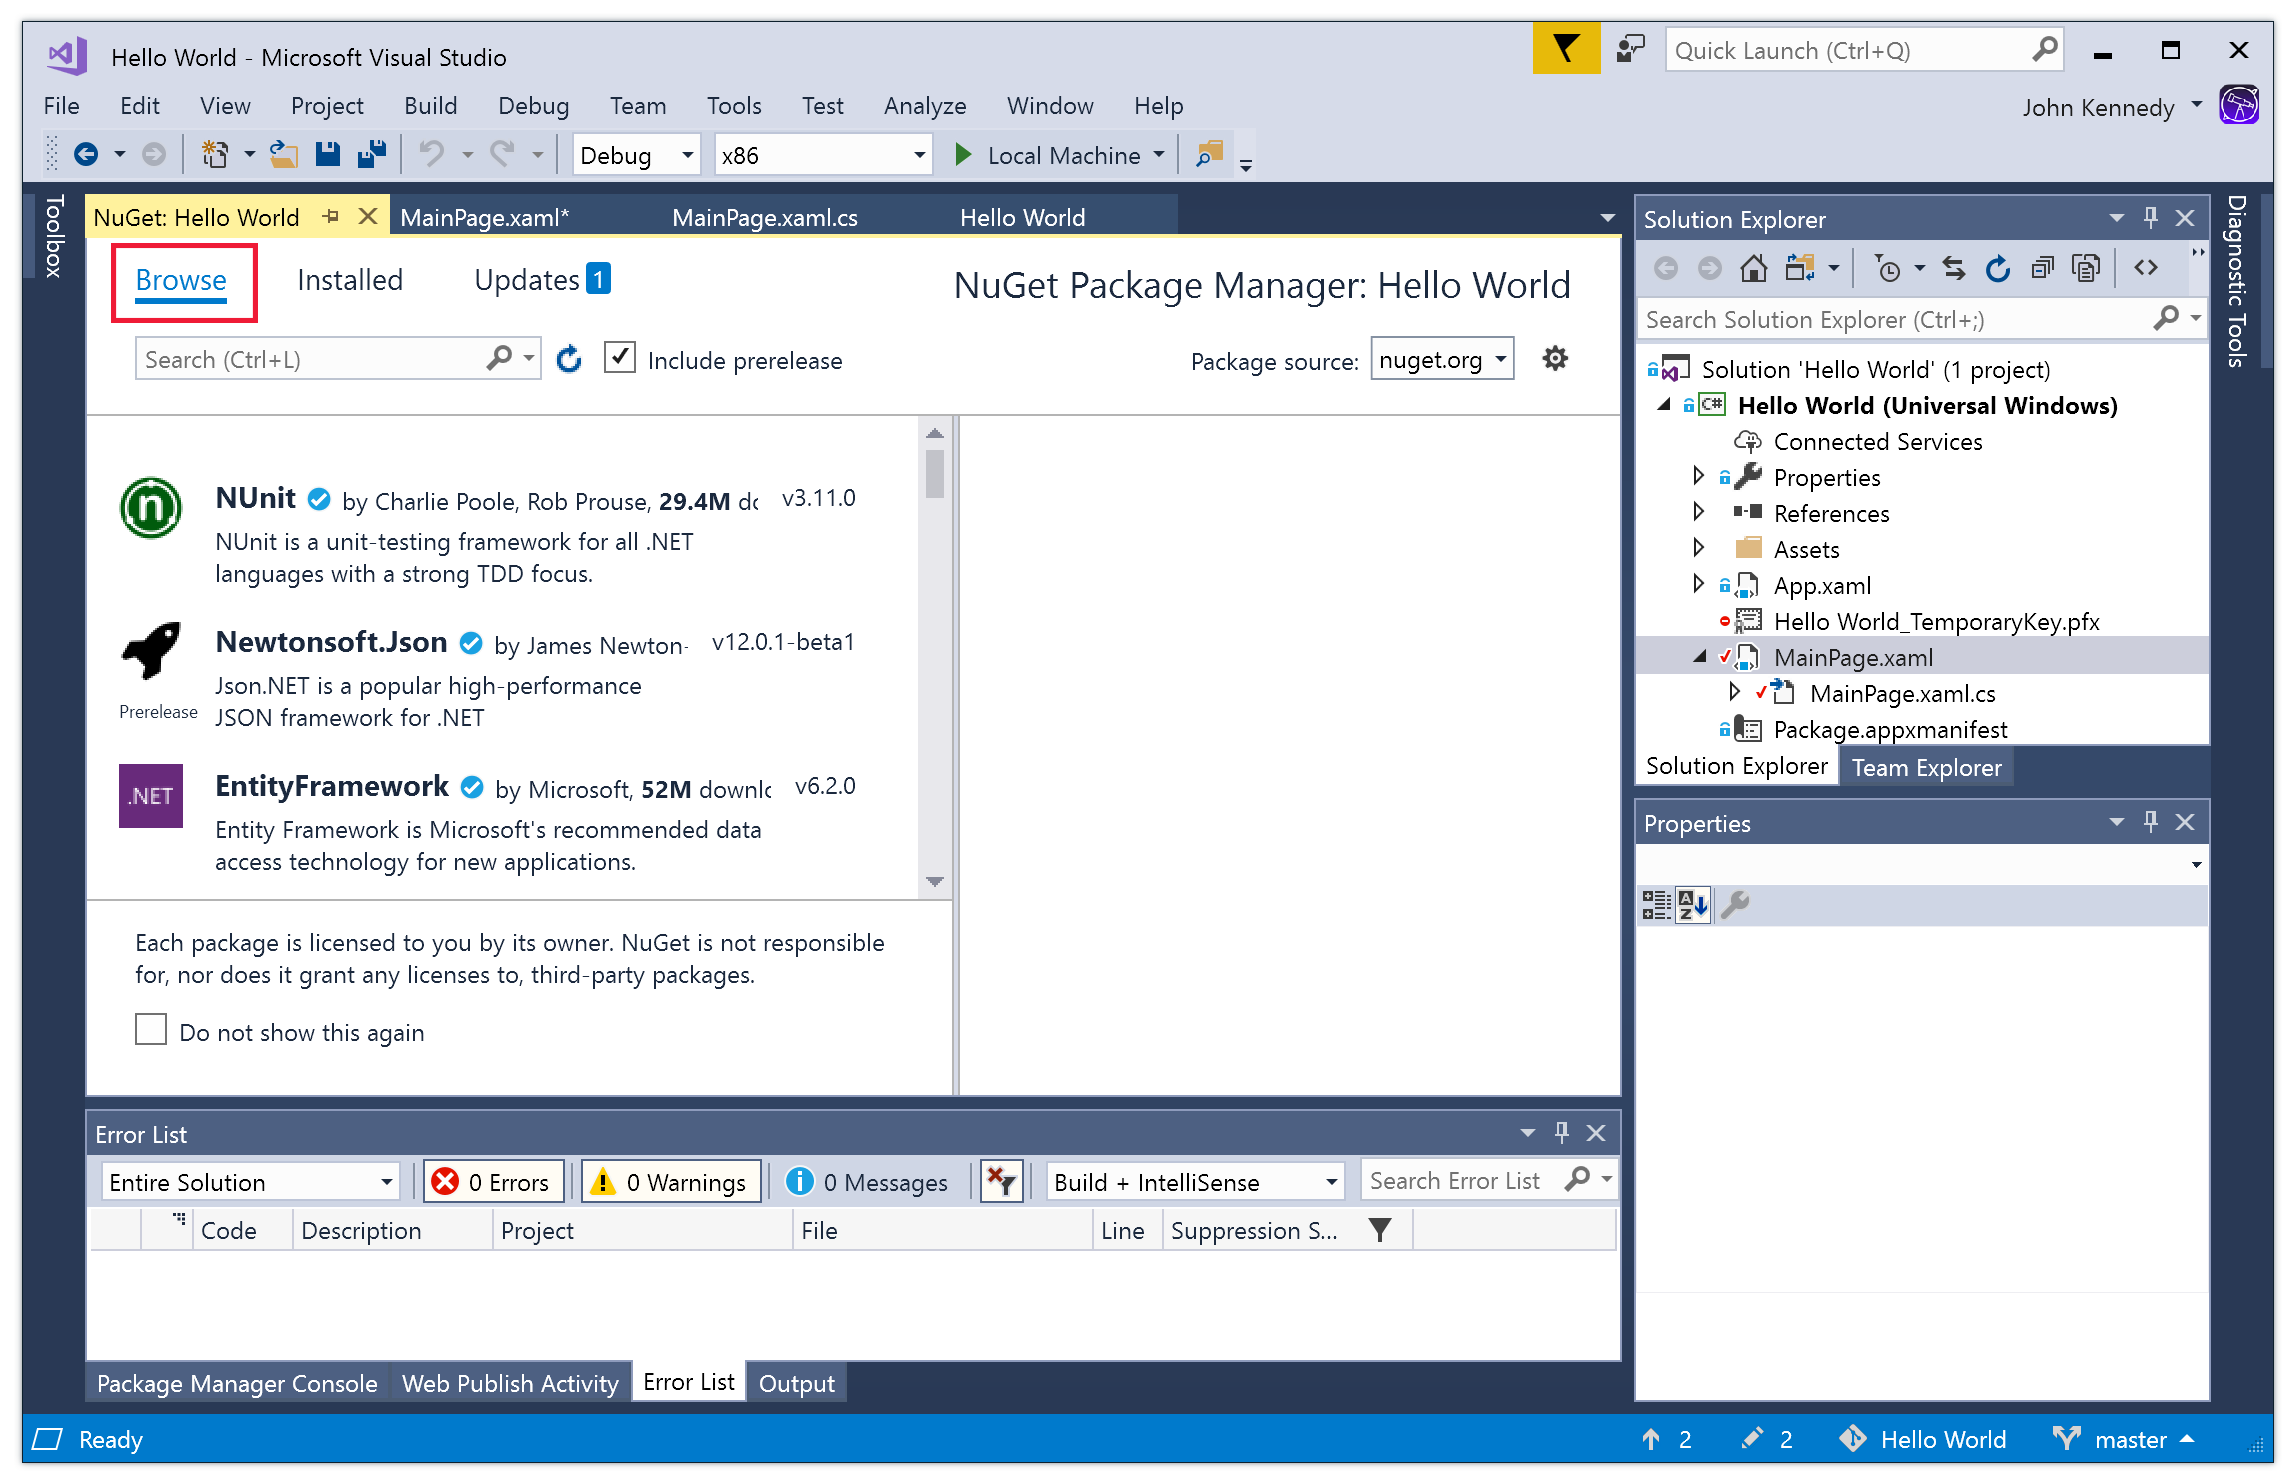 Hello World - Microsoft Visual Studio
Quick Launch (Ctrl+Q)
File Edit View Project Build Debug Team Tools Test Analyze Window Help
John Kennedy
Debug x86 Local Machine
Toolbox
NuGet: Hello World MainPage.xaml* MainPage.xaml.cs Hello World
Browse Installed Updates 1
NuGet Package Manager: Hello World
Search (Ctrl+L) Include prerelease
Package source: nuget.org
n
NUnit by Charlie Poole, Rob Prouse, 29.4M dc v3.11.0
NUnit is a unit-testing framework for all .NET
languages with a strong TDD focus.
Newtonsoft.Json by James Newton- v12.0.1-beta1
Json.NET is a popular high-performance
JSON framework for .NET
Prerelease
.NET
EntityFramework by Microsoft, 52M downlc v6.2.0
Entity Framework is Microsoft's recommended data
access technology for new applications.
Each package is licensed to you by its owner. NuGet is not responsible
for, nor does it grant any licenses to, third-party packages.
Do not show this again
Error List
Entire Solution 0 Errors 0 Warnings 0 Messages Build + IntelliSense Search Error List
Code Description Project File Line Suppression S...
Package Manager Console Web Publish Activity Error List Output
Solution Explorer
Search Solution Explorer (Ctrl+;)
Solution 'Hello World' (1 project)
C# Hello World (Universal Windows)
Connected Services
Properties
References
Assets
App.xaml
Hello World_TemporaryKey.pfx
MainPage.xaml
MainPage.xaml.cs
Package.appxmanifest
Solution Explorer Team Explorer
Properties
A
Z
Diagnostic Tools
Ready
2 2 Hello World master